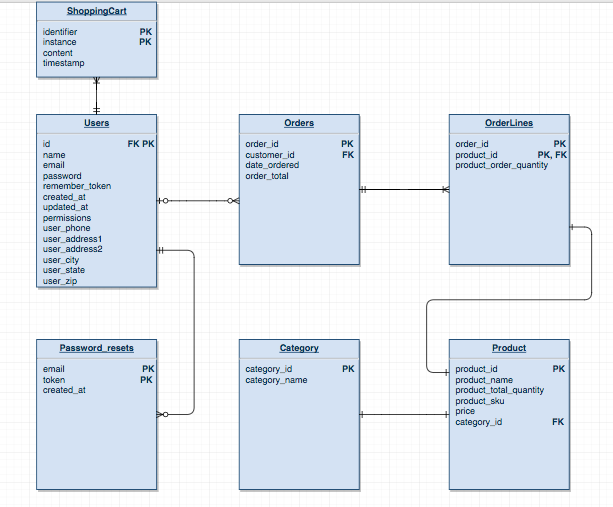 ShoppingCart
identifier PK
instance PK
content
timestamp
Users
id FK PK
name
email
password
remember_token
created_at
updated_at
permissions
user_phone
user_address1
user_address2
user_city
user_state
user_zip
Orders
order_id PK
customer_id FK
date_ordered
order_total
OrderLines
order_id PK
product_id PK, FK
product_order_quantity
Password_resets
email PK
token PK
created_at
Category
category_id PK
category_name
Product
product_id PK
product_name
product_total_quantity
product_sku
price
category_id FK